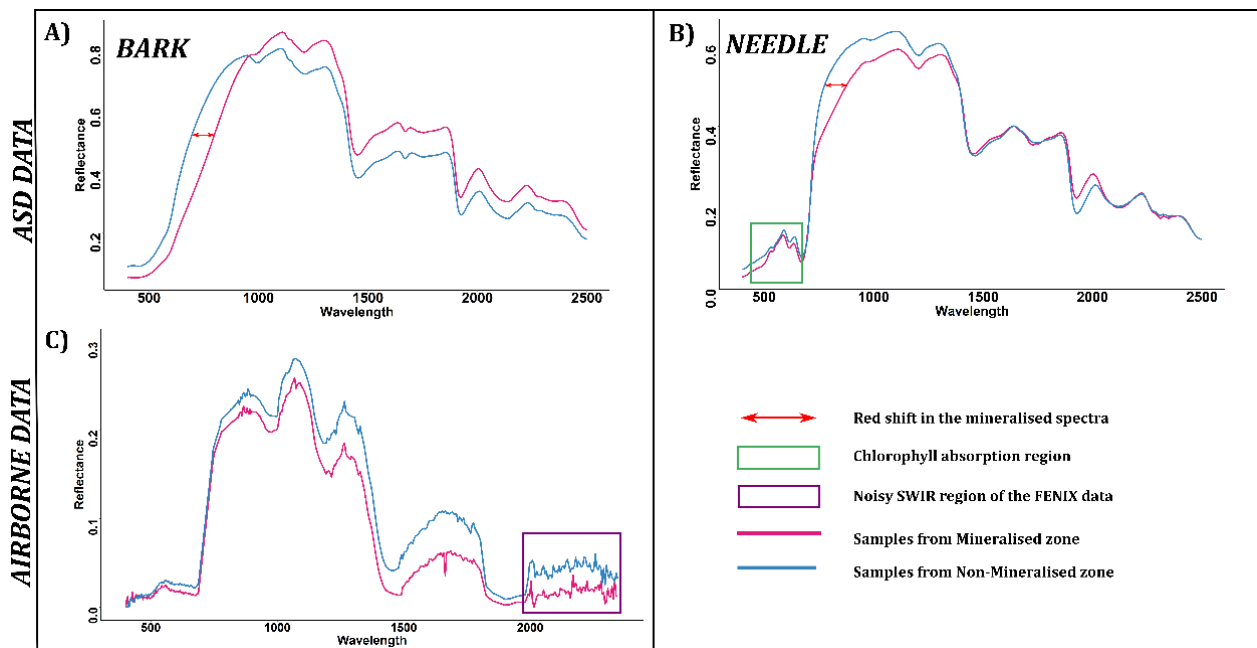 A)
BARK
ASD DATA
Reflectance
0.8
0.6
0.4
0.2
500
1000
1500
2000
2500
Wavelength
B)
NEEDLE
Reflectance
0.6
0.4
0.2
0.0
500
1000
1500
2000
2500
Wavelength
C)
AIRBORNE DATA
Reflectance
0.3
0.2
0.1
0.0
500
1000
1500
2000
Wavelength
Red shift in the mineralised spectra
Chlorophyll absorption region
Noisy SWIR region of the FENIX data
Samples from Mineralised zone
Samples from Non-Mineralised zone